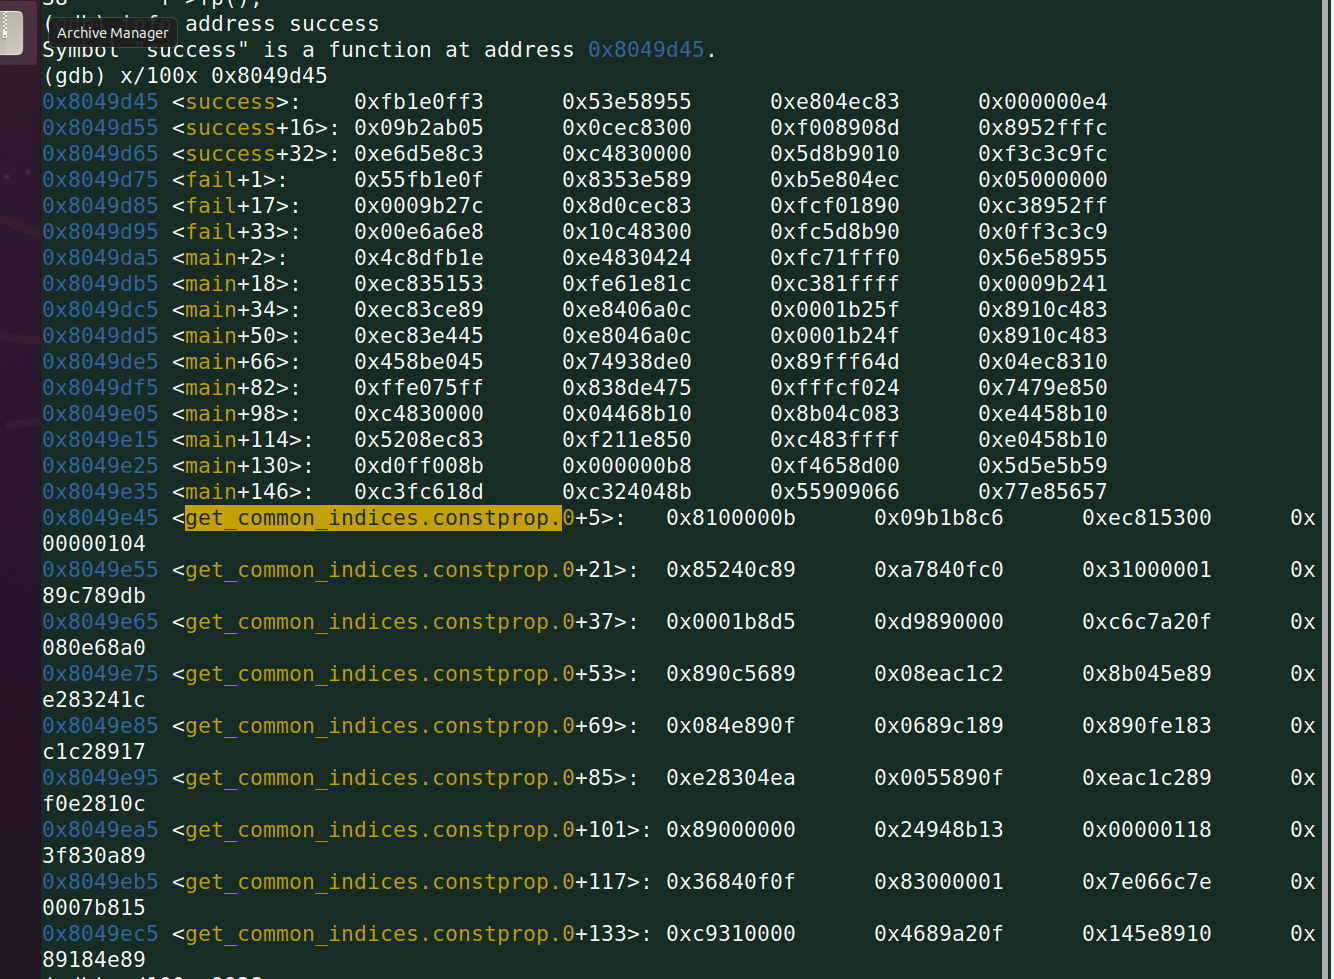 (gdb) info address success
Archive Manager
Symbol "success" is a function at address 0x8049d45.
(gdb) x/100x 0x8049d45
0x8049d45 <success>: 0xfb1e0ff3 0x53e58955 0xe804ec83 0x000000e4
0x8049d55 <success+16>: 0x09b2ab05 0x0cec8300 0xf008908d 0x8952fffc
0x8049d65 <success+32>: 0xe6d5e8c3 0xc4830000 0x5d8b9010 0xf3c3c9fc
0x8049d75 <fail+1>: 0x55fb1e0f 0x8353e589 0xb5e804ec 0x05000000
0x8049d85 <fail+17>: 0x0009b27c 0x8d0cec83 0xfcf01890 0xc38952ff
0x8049d95 <fail+33>: 0x00e6a6e8 0x10c48300 0xfc5d8b90 0x0ff3c3c9
0x8049da5 <main+2>: 0x4c8dfb1e 0xe4830424 0xfc71fff0 0x56e58955
0x8049db5 <main+18>: 0xec835153 0xfe61e81c 0xc381ffff 0x0009b241
0x8049dc5 <main+34>: 0xec83ce89 0xe8406a0c 0x0001b25f 0x8910c483
0x8049dd5 <main+50>: 0xec83e445 0xe8046a0c 0x0001b24f 0x8910c483
0x8049de5 <main+66>: 0x458be045 0x74938de0 0x89fff64d 0x04ec8310
0x8049df5 <main+82>: 0xffe075ff 0x838de475 0xfffcf024 0x7479e850
0x8049e05 <main+98>: 0xc4830000 0x04468b10 0x8b04c083 0xe4458b10
0x8049e15 <main+114>: 0x5208ec83 0xf211e850 0xc483ffff 0xe0458b10
0x8049e25 <main+130>: 0xd0ff008b 0x000000b8 0xf4658d00 0x5d5e5b59
0x8049e35 <main+146>: 0xc3fc618d 0xc324048b 0x55909066 0x77e85657
0x8049e45 <get_common_indices.constprop.0+5>: 0x8100000b 0x09b1b8c6 0xec815300 0x
00000104
0x8049e55 <get_common_indices.constprop.0+21>: 0x85240c89 0xa7840fc0 0x31000001 0x
89c789db
0x8049e65 <get_common_indices.constprop.0+37>: 0x0001b8d5 0xd9890000 0xc6c7a20f 0x
080e68a0
0x8049e75 <get_common_indices.constprop.0+53>: 0x890c5689 0x08eac1c2 0x8b045e89 0x
e283241c
0x8049e85 <get_common_indices.constprop.0+69>: 0x084e890f 0x0689c189 0x890fe183 0x
c1c28917
0x8049e95 <get_common_indices.constprop.0+85>: 0xe28304ea 0x0055890f 0xeac1c289 0x
f0e2810c
0x8049ea5 <get_common_indices.constprop.0+101>: 0x89000000 0x24948b13 0x00000118 0x
3f830a89
0x8049eb5 <get_common_indices.constprop.0+117>: 0x36840f0f 0x83000001 0x7e066c7e 0x
0007b815
0x8049ec5 <get_common_indices.constprop.0+133>: 0xc9310000 0x4689a20f 0x145e8910 0x
89184e89